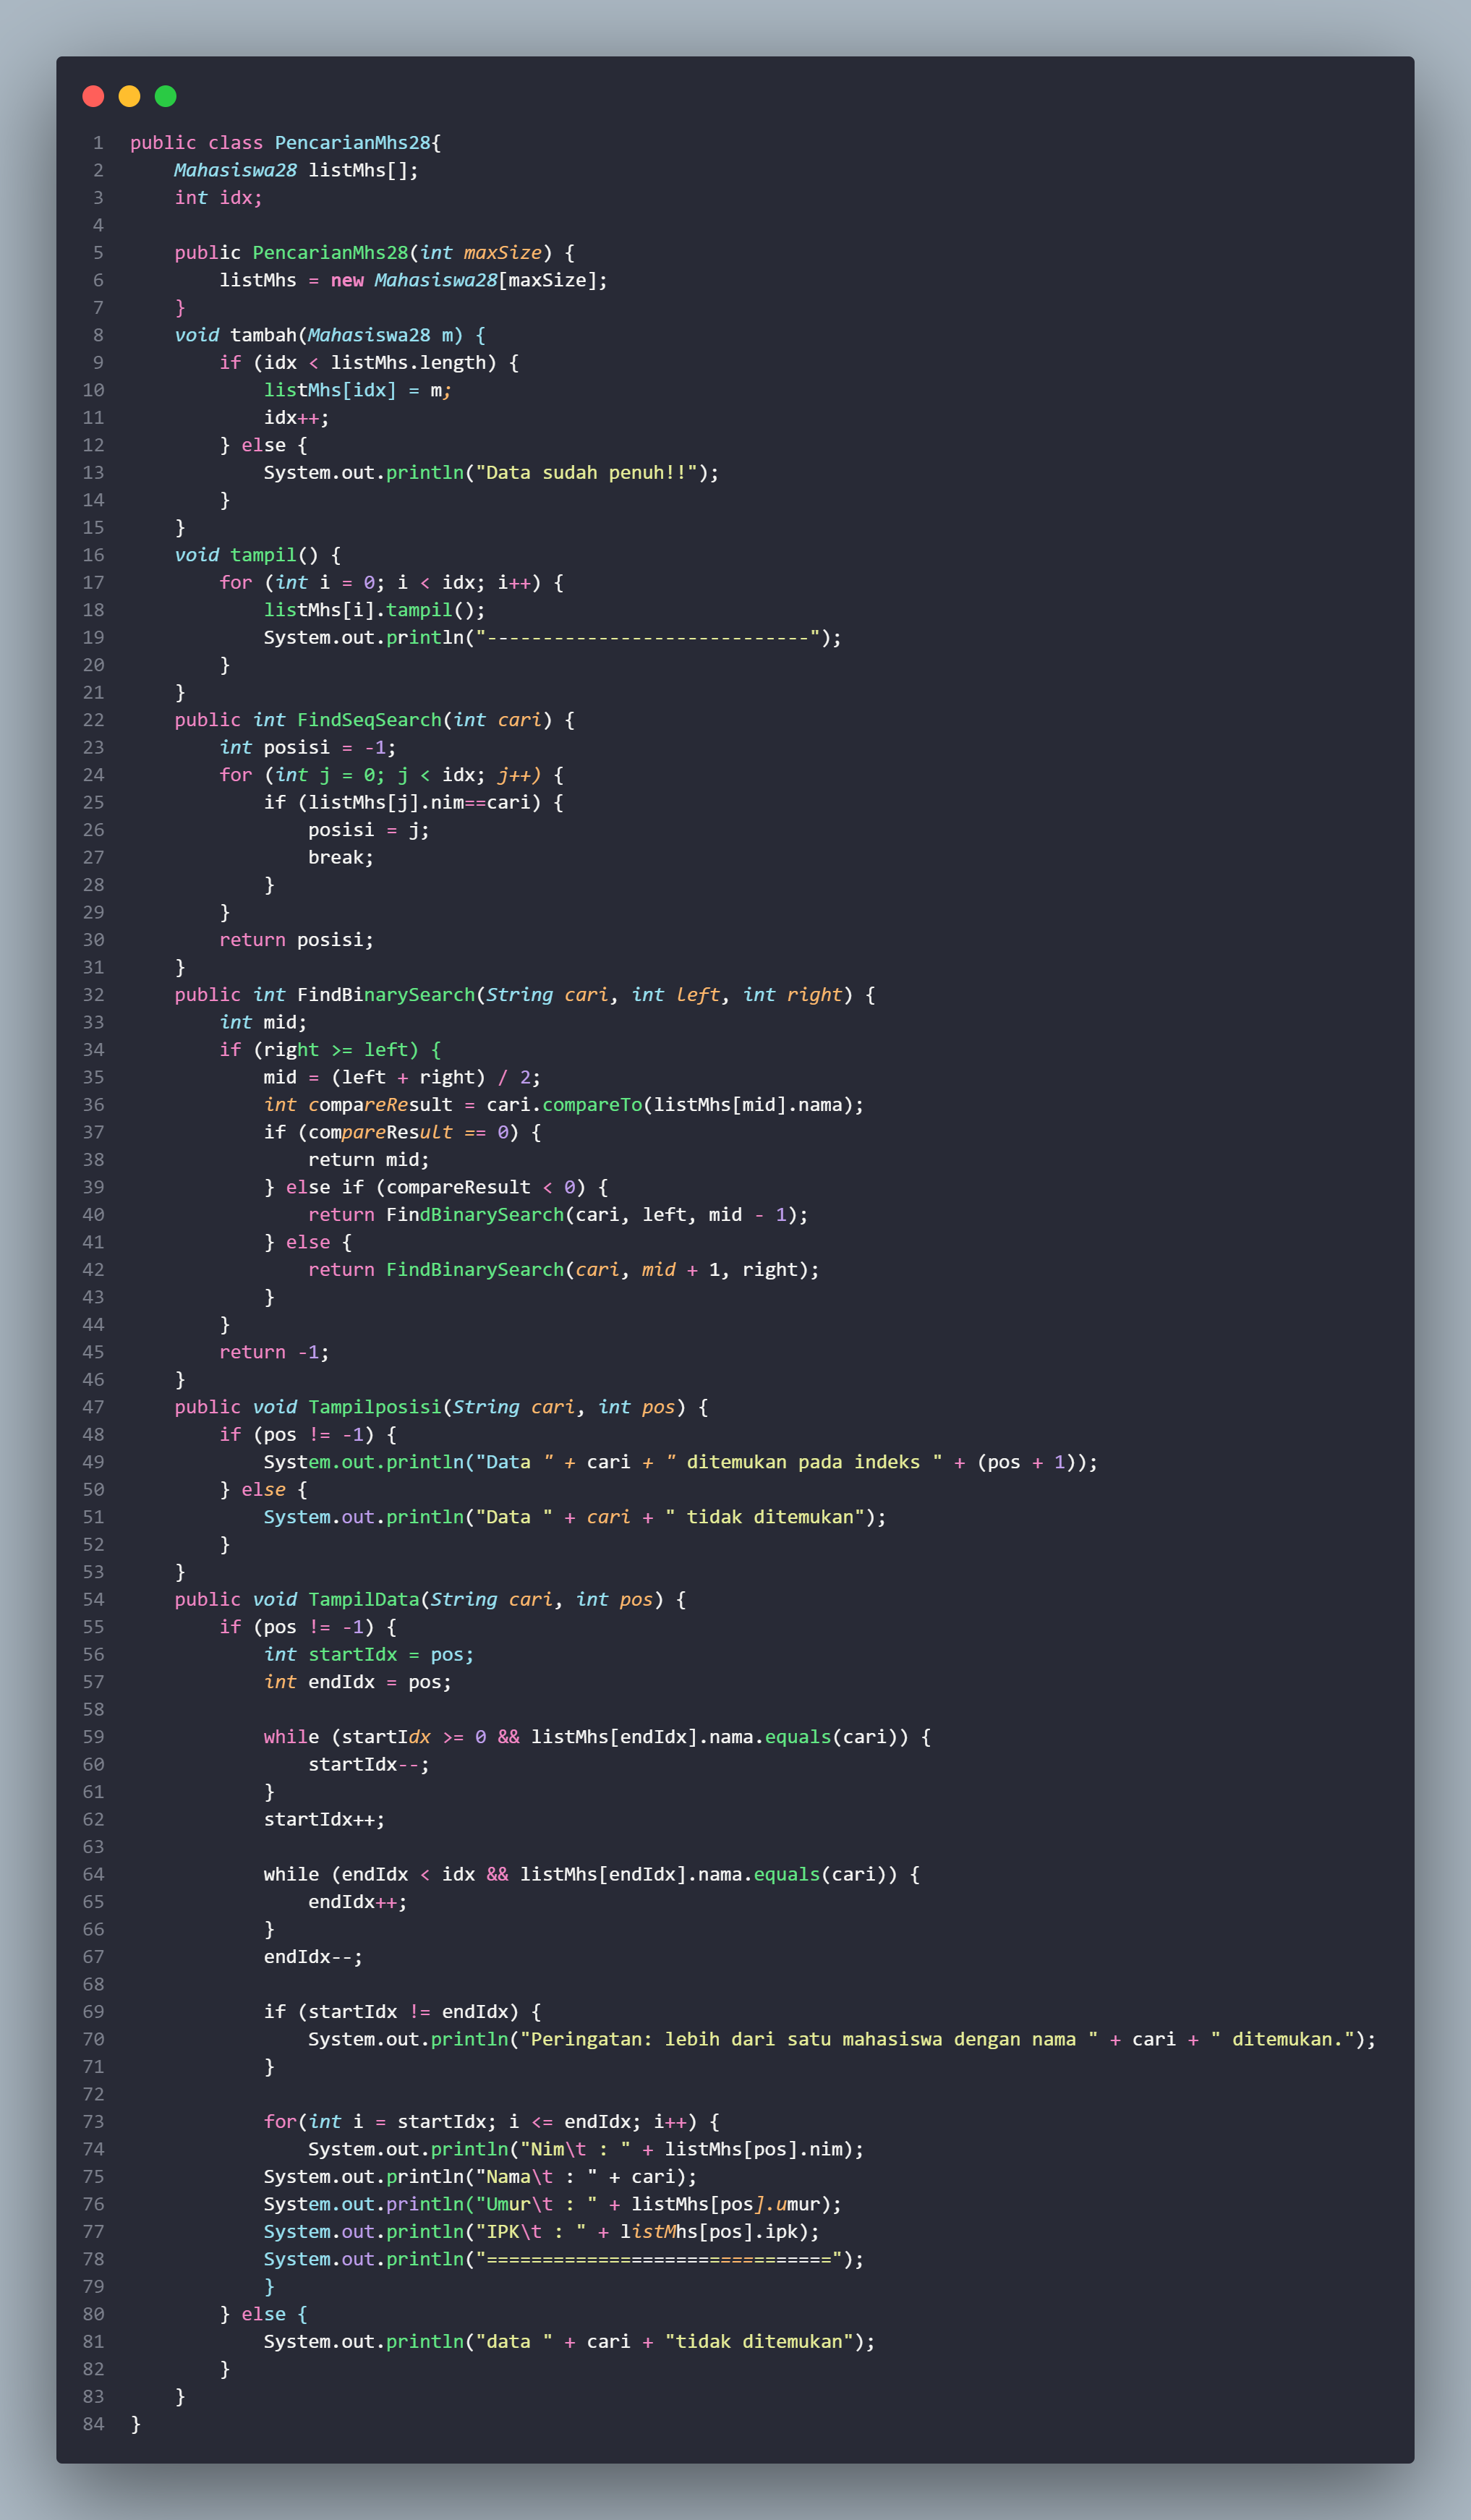 1 public class PencarianMhs28{
2     Mahasiswa28 listMhs[];
3     int idx;
4
5     public PencarianMhs28(int maxSize) {
6         listMhs = new Mahasiswa28[maxSize];
7     }
8     void tambah(Mahasiswa28 m) {
9         if (idx < listMhs.length) {
10             listMhs[idx] = m;
11             idx++;
12         } else {
13             System.out.println("Data sudah penuh!!");
14         }
15     }
16     void tampil() {
17         for (int i = 0; i < idx; i++) {
18             listMhs[i].tampil();
19             System.out.println("-----------------------------");
20         }
21     }
22     public int FindSeqSearch(int cari) {
23         int posisi = -1;
24         for (int j = 0; j < idx; j++) {
25             if (listMhs[j].nim==cari) {
26                 posisi = j;
27                 break;
28             }
29         }
30         return posisi;
31     }
32     public int FindBinarySearch(String cari, int left, int right) {
33         int mid;
34         if (right >= left) {
35             mid = (left + right) / 2;
36             int compareResult = cari.compareTo(listMhs[mid].nama);
37             if (compareResult == 0) {
38                 return mid;
39             } else if (compareResult < 0) {
40                 return FindBinarySearch(cari, left, mid - 1);
41             } else {
42                 return FindBinarySearch(cari, mid + 1, right);
43             }
44         }
45         return -1;
46     }
47     public void Tampilposisi(String cari, int pos) {
48         if (pos != -1) {
49             System.out.println("Data " + cari + " ditemukan pada indeks " + (pos + 1));
50         } else {
51             System.out.println("Data " + cari + " tidak ditemukan");
52         }
53     }
54     public void TampilData(String cari, int pos) {
55         if (pos != -1) {
56             int startIdx = pos;
57             int endIdx = pos;
58
59             while (startIdx >= 0 && listMhs[endIdx].nama.equals(cari)) {
60                 startIdx--;
61             }
62             startIdx++;
63
64             while (endIdx < idx && listMhs[endIdx].nama.equals(cari)) {
65                 endIdx++;
66             }
67             endIdx--;
68
69             if (startIdx != endIdx) {
70                 System.out.println("Peringatan: lebih dari satu mahasiswa dengan nama " + cari + " ditemukan.");
71             }
72
73             for(int i = startIdx; i <= endIdx; i++) {
74                 System.out.println("Nim\t : " + listMhs[pos].nim);
75             System.out.println("Nama\t : " + cari);
76             System.out.println("Umur\t : " + listMhs[pos].umur);
77             System.out.println("IPK\t : " + listMhs[pos].ipk);
78             System.out.println("===============================");
79             }
80         } else {
81             System.out.println("data " + cari + "tidak ditemukan");
82         }
83     }
84 }